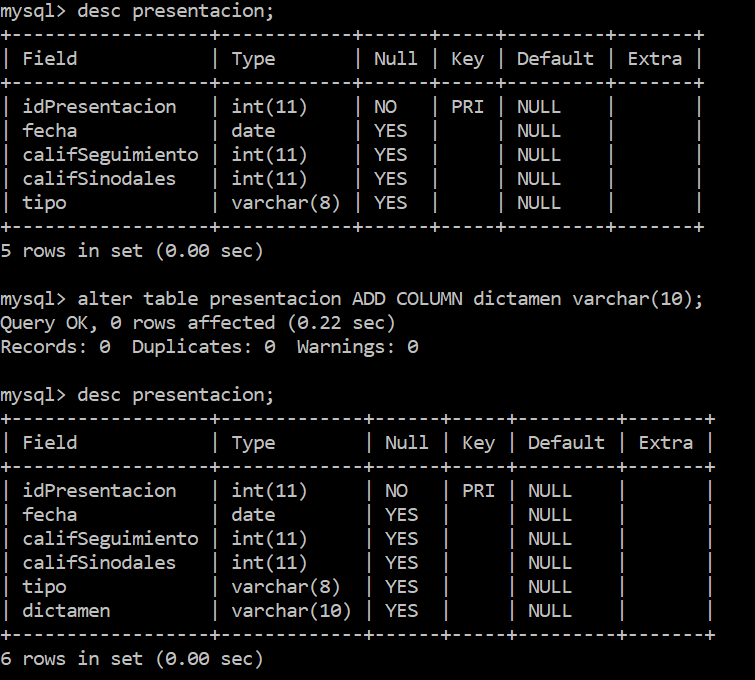 mysql> desc presentacion;
+------------------+------------+------+-----+---------+-------+
| Field            | Type       | Null | Key | Default | Extra |
+------------------+------------+------+-----+---------+-------+
| idPresentacion   | int(11)    | NO   | PRI | NULL    |       |
| fecha            | date       | YES  |     | NULL    |       |
| califSeguimiento | int(11)    | YES  |     | NULL    |       |
| califSinodales   | int(11)    | YES  |     | NULL    |       |
| tipo             | varchar(8) | YES  |     | NULL    |       |
+------------------+------------+------+-----+---------+-------+
5 rows in set (0.00 sec)

mysql> alter table presentacion ADD COLUMN dictamen varchar(10);
Query OK, 0 rows affected (0.22 sec)
Records: 0  Duplicates: 0  Warnings: 0

mysql> desc presentacion;
+------------------+-------------+------+-----+---------+-------+
| Field            | Type        | Null | Key | Default | Extra |
+------------------+-------------+------+-----+---------+-------+
| idPresentacion   | int(11)     | NO   | PRI | NULL    |       |
| fecha            | date        | YES  |     | NULL    |       |
| califSeguimiento | int(11)     | YES  |     | NULL    |       |
| califSinodales   | int(11)     | YES  |     | NULL    |       |
| tipo             | varchar(8)  | YES  |     | NULL    |       |
| dictamen         | varchar(10) | YES  |     | NULL    |       |
+------------------+-------------+------+-----+---------+-------+
6 rows in set (0.00 sec)